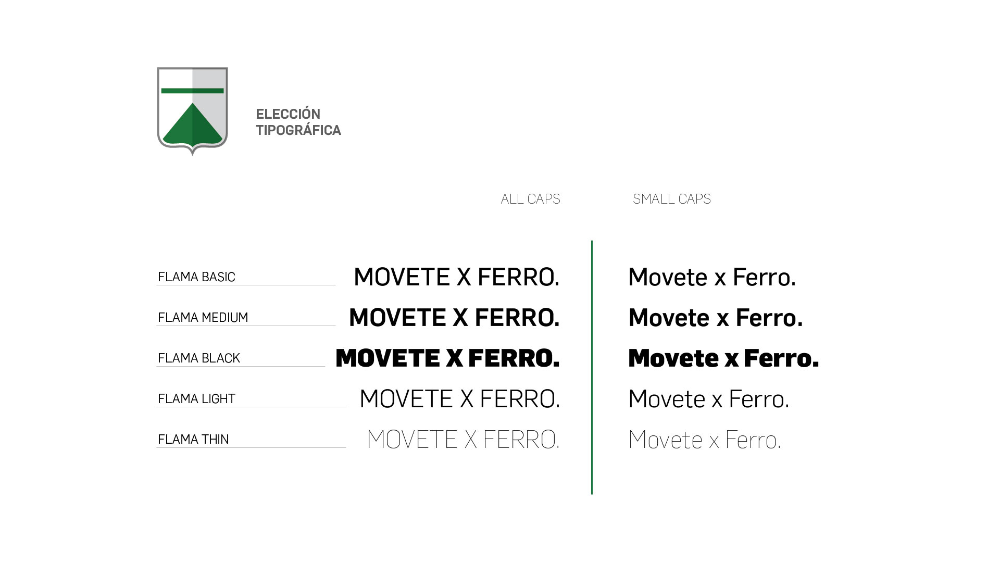 ELECCIÓN
TIPOGRÁFICA
ALL CAPS SMALL CAPS
FLAMA BASIC MOVETE X FERRO. Movete x Ferro.
FLAMA MEDIUM MOVETE X FERRO. Movete x Ferro.
FLAMA BLACK MOVETE X FERRO. Movete x Ferro.
FLAMA LIGHT MOVETE X FERRO. Movete x Ferro.
FLAMA THIN MOVETE X FERRO. Movete x Ferro.